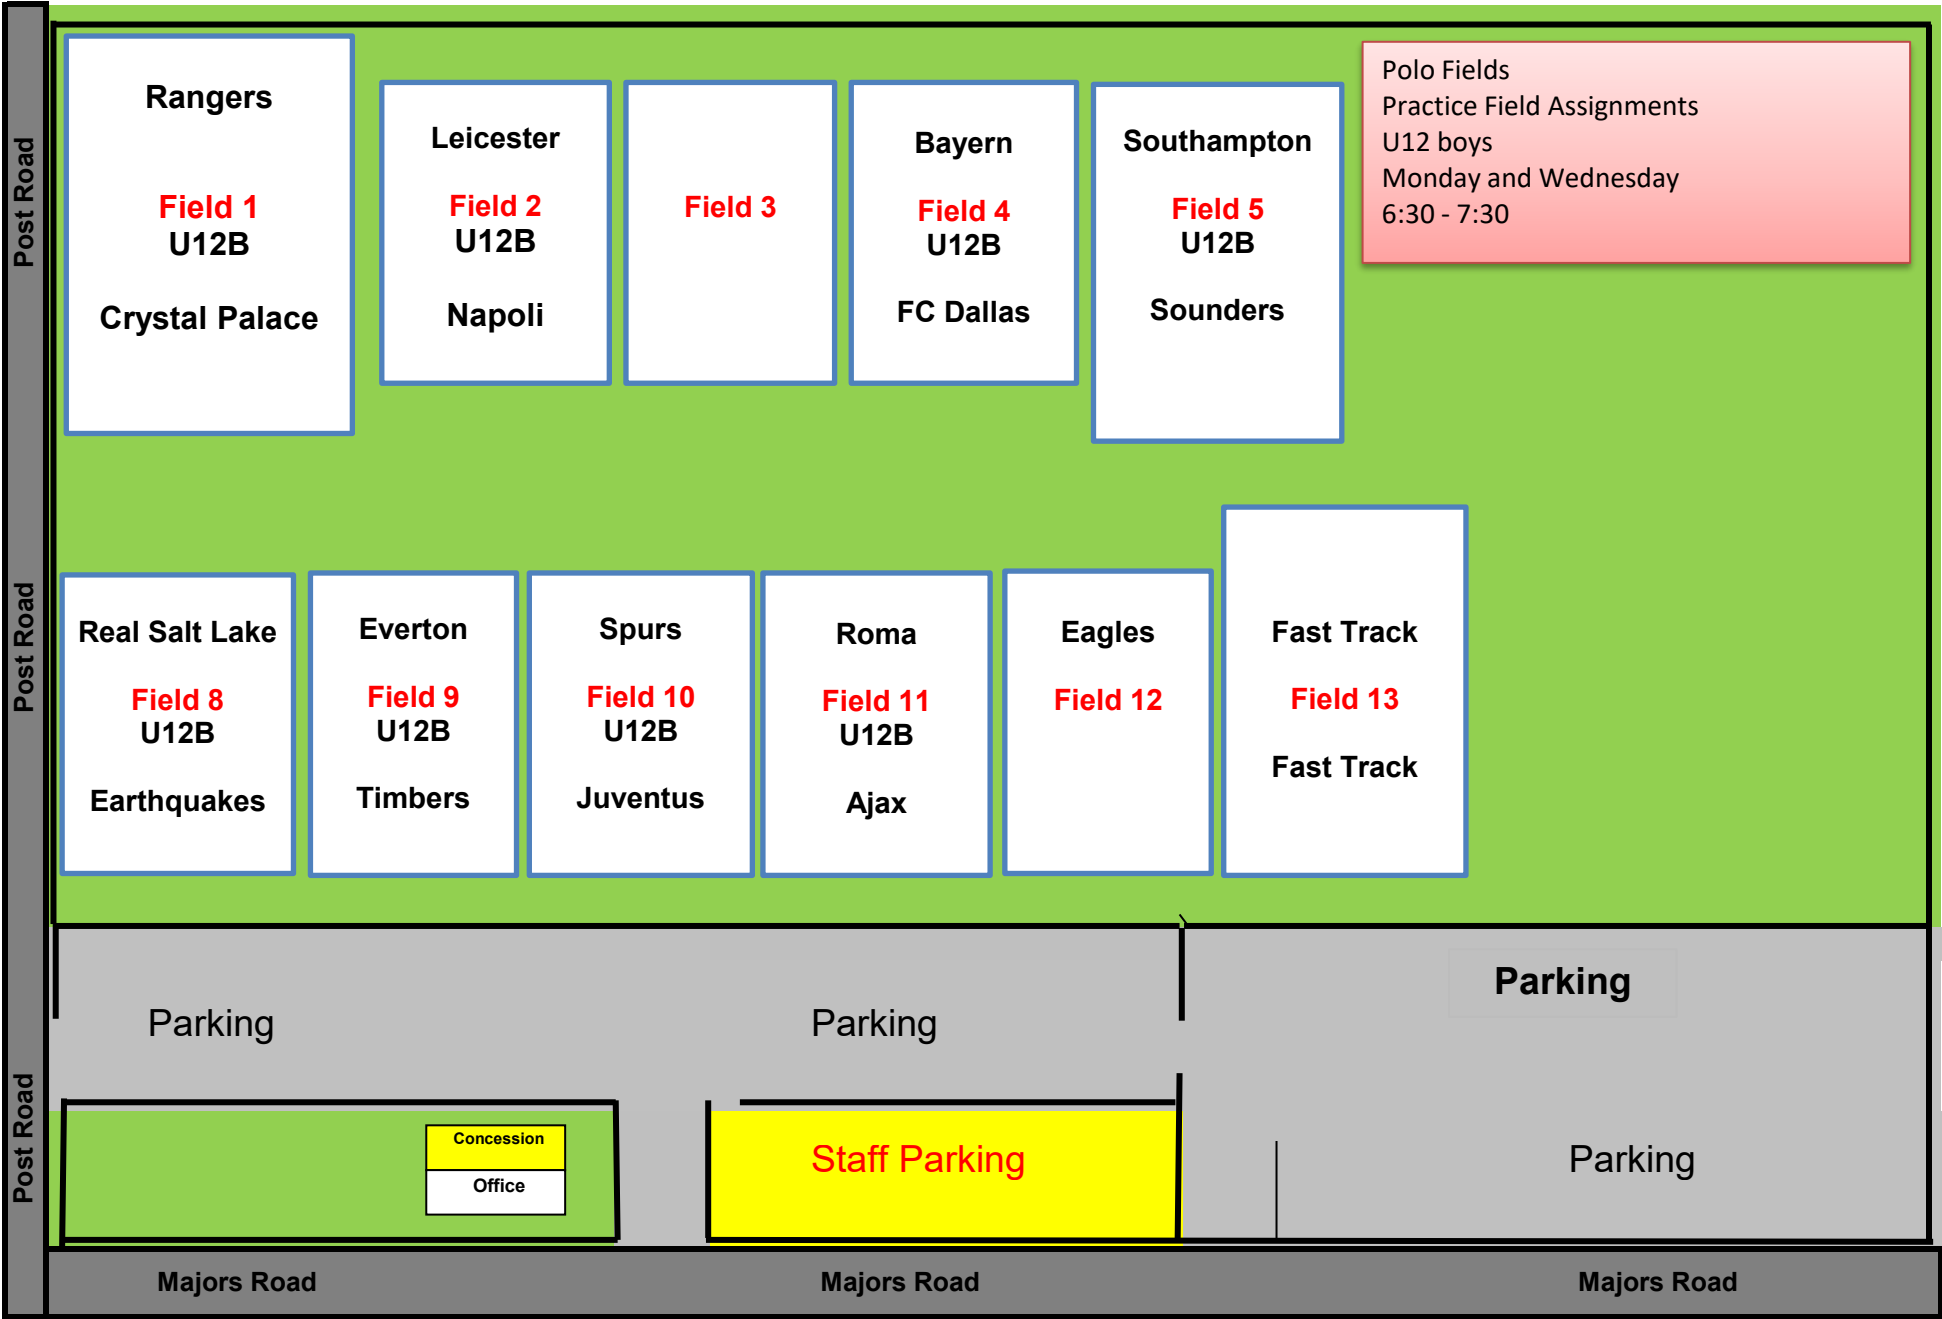 Post Road
Rangers
Field 1
U12B
Crystal Palace
Leicester
Field 2
U12B
Napoli
Field 3
Bayern
Field 4
U12B
FC Dallas
Southampton
Field 5
U12B
Sounders
Polo Fields
Practice Field Assignments
U12 boys
Monday and Wednesday
6:30 - 7:30
Post Road
Real Salt Lake
Field 8
U12B
Earthquakes
Everton
Field 9
U12B
Timbers
Spurs
Field 10
U12B
Juventus
Roma
Field 11
U12B
Ajax
Eagles
Field 12
Fast Track
Field 13
Fast Track
Parking
Parking
Parking
Post Road
Concession
Office
Staff Parking
Parking
Majors Road
Majors Road
Majors Road